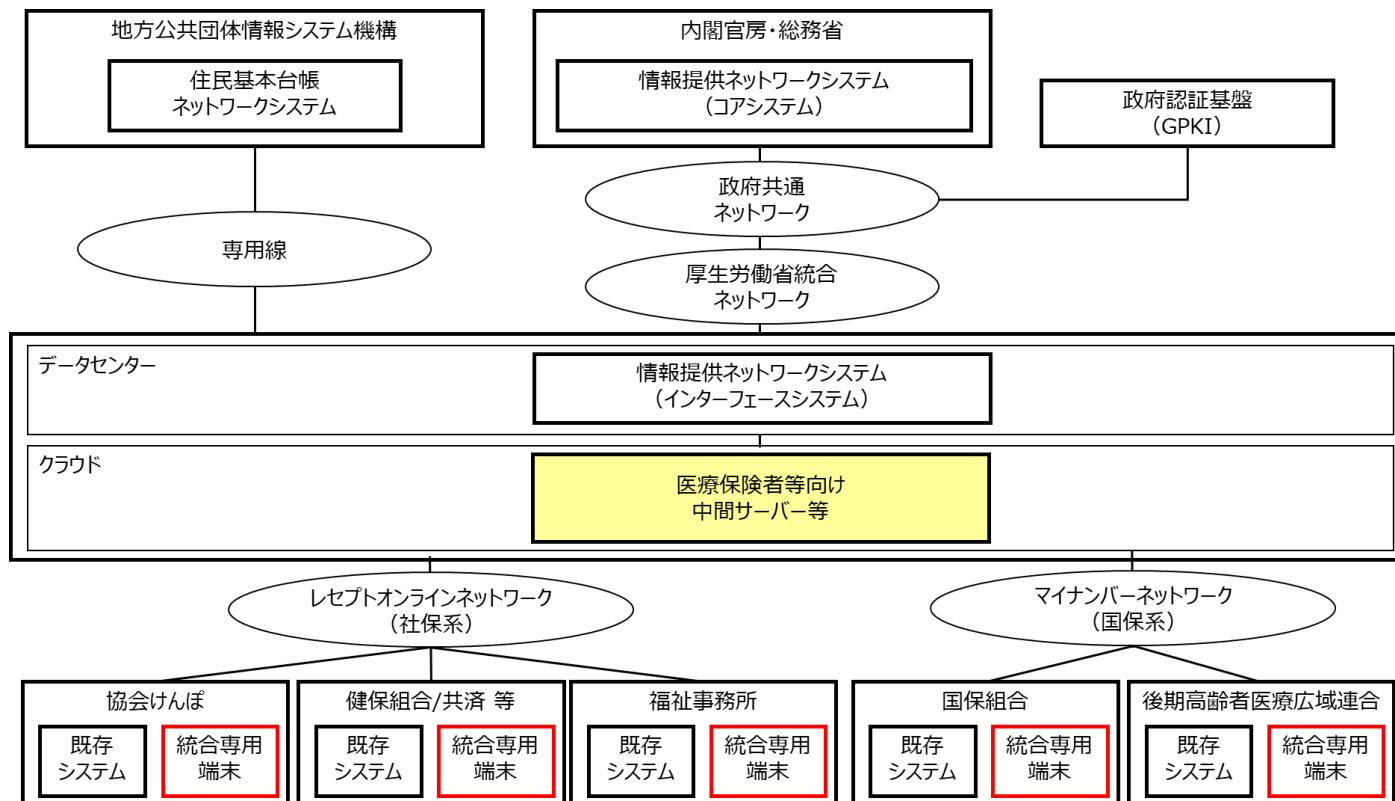 地方公共団体情報システム機構
住民基本台帳
ネットワークシステム
内閣官房・総務省
情報提供ネットワークシステム
（コアシステム）
政府認証基盤
（GPKI）
政府共通
ネットワーク
専用線
厚生労働省統合
ネットワーク
データセンター
情報提供ネットワークシステム
（インターフェースシステム）
クラウド
医療保険者等向け
中間サーバー等
レセプトオンラインネットワーク
（社保系）
マイナンバーネットワーク
（国保系）
協会けんぽ
既存
システム
統合専用
端末
健保組合/共済 等
既存
システム
統合専用
端末
福祉事務所
既存
システム
統合専用
端末
国保組合
既存
システム
統合専用
端末
後期高齢者医療広域連合
既存
システム
統合専用
端末